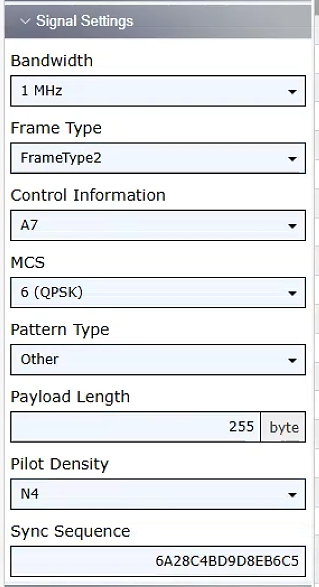 Signal Settings
Bandwidth
1 MHz
Frame Type
FrameType2
Control Information
A7
MCS
6 (QPSK)
Pattern Type
Other
Payload Length
255 byte
Pilot Density
N4
Sync Sequence
6A28C4BD9D8EB6C5